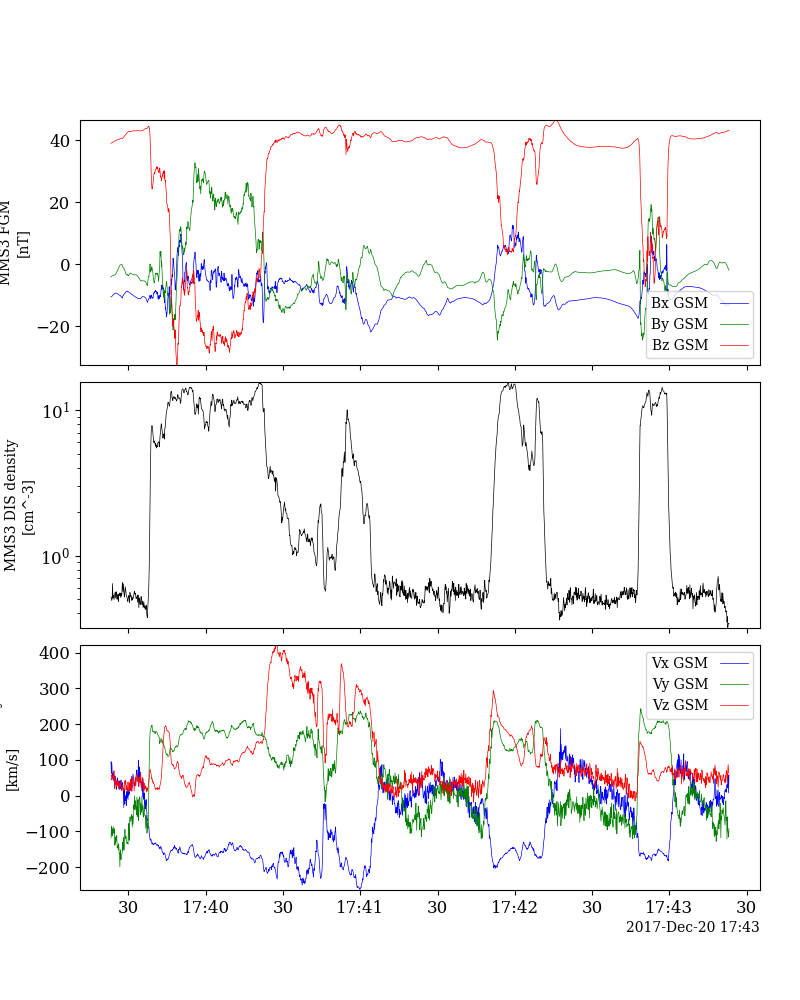 40
20
0
−20
MMS3 FGM
[nT]
Bx GSM
By GSM
Bz GSM
10^1
10^0
MMS3 DIS density
[cm^-3]
400
300
200
100
0
−100
−200
[km/s]
Vx GSM
Vy GSM
Vz GSM
30 17:40 30 17:41 30 17:42 30 17:43 30
2017-Dec-20 17:43